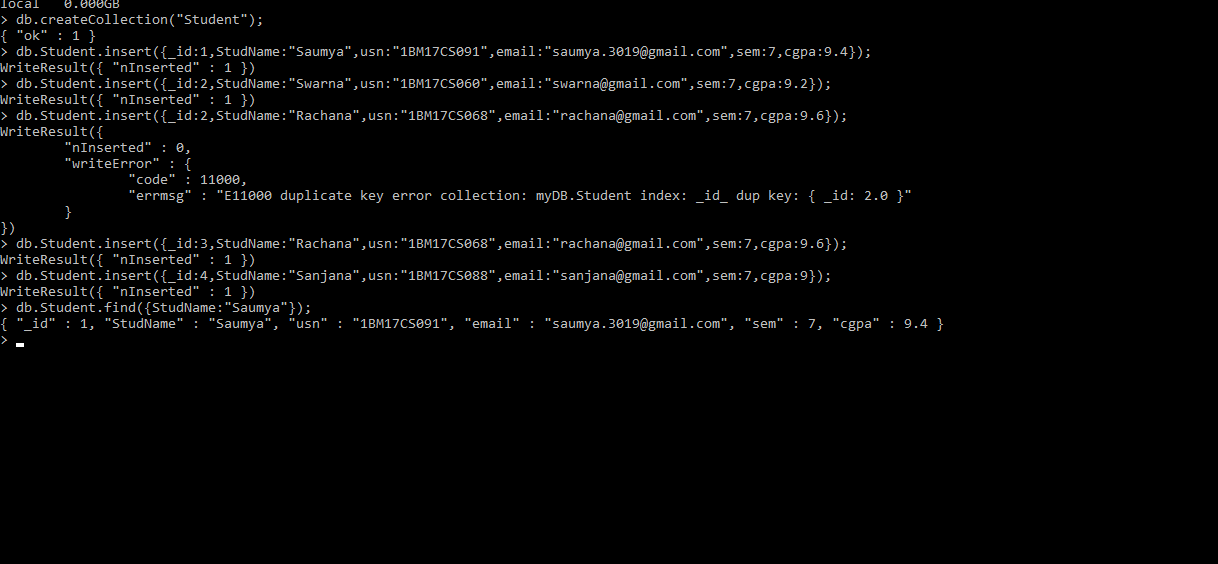 local   0.000GB
> db.createCollection("Student");
{ "ok" : 1 }
> db.Student.insert({_id:1,StudName:"Saumya",usn:"1BM17CS091",email:"saumya.3019@gmail.com",sem:7,cgpa:9.4});
WriteResult({ "nInserted" : 1 })
> db.Student.insert({_id:2,StudName:"Swarna",usn:"1BM17CS060",email:"swarna@gmail.com",sem:7,cgpa:9.2});
WriteResult({ "nInserted" : 1 })
> db.Student.insert({_id:2,StudName:"Rachana",usn:"1BM17CS068",email:"rachana@gmail.com",sem:7,cgpa:9.6});
WriteResult({
        "nInserted" : 0,
        "writeError" : {
                "code" : 11000,
                "errmsg" : "E11000 duplicate key error collection: myDB.Student index: _id_ dup key: { _id: 2.0 }"
        }
})
> db.Student.insert({_id:3,StudName:"Rachana",usn:"1BM17CS068",email:"rachana@gmail.com",sem:7,cgpa:9.6});
WriteResult({ "nInserted" : 1 })
> db.Student.insert({_id:4,StudName:"Sanjana",usn:"1BM17CS088",email:"sanjana@gmail.com",sem:7,cgpa:9});
WriteResult({ "nInserted" : 1 })
> db.Student.find({StudName:"Saumya"});
{ "_id" : 1, "StudName" : "Saumya", "usn" : "1BM17CS091", "email" : "saumya.3019@gmail.com", "sem" : 7, "cgpa" : 9.4 }
>